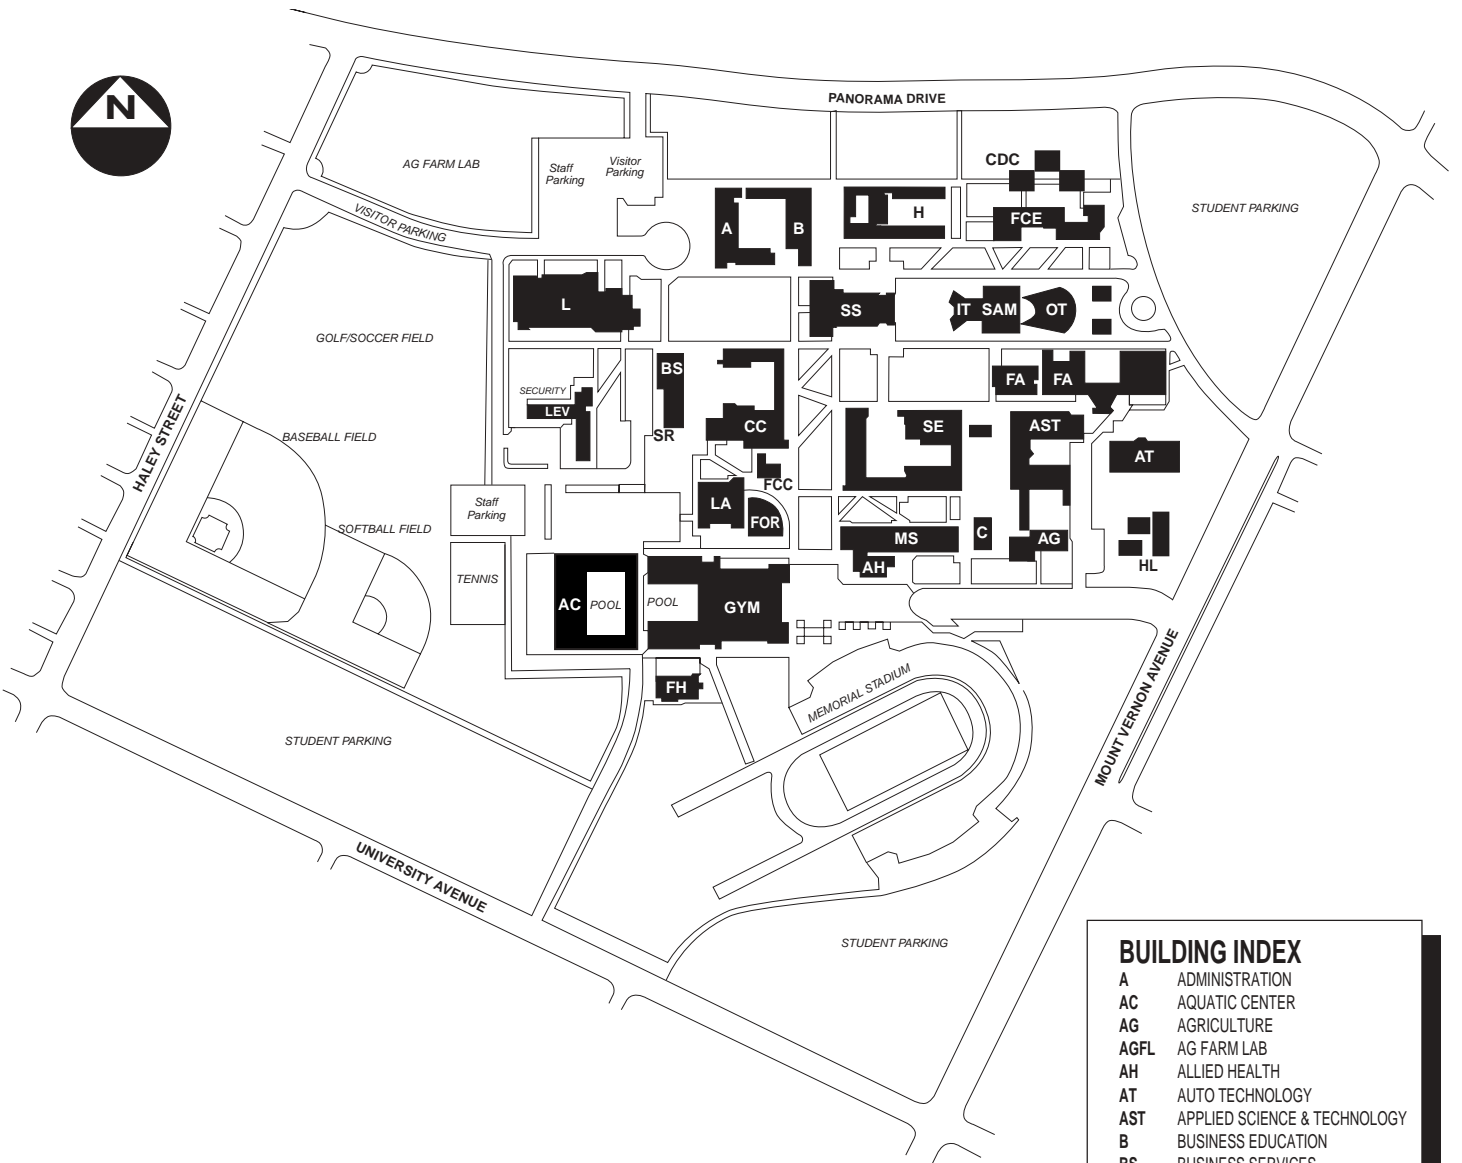 PANORAMA DRIVE
N
CDC
AG FARM LAB
Staff
Parking
Visitor
Parking
VISITOR PARKING
STUDENT PARKING
A
B
H
FCE
L
SS
IT
SAM
OT
GOLF/SOCCER FIELD
HALEY STREET
BS
FA
FA
SECURITY
LEV
SR
CC
SE
AST
AT
BASEBALL FIELD
FCC
LA
FOR
Staff
Parking
SOFTBALL FIELD
MS
C
AG
AH
HL
TENNIS
AC
POOL
POOL
GYM
FH
MEMORIAL STADIUM
MOUNT VERNON AVENUE
STUDENT PARKING
UNIVERSITY AVENUE
STUDENT PARKING
BUILDING INDEX
A ADMINISTRATION
AC AQUATIC CENTER
AG AGRICULTURE
AGFL AG FARM LAB
AH ALLIED HEALTH
AT AUTO TECHNOLOGY
AST APPLIED SCIENCE & TECHNOLOGY
B BUSINESS EDUCATION
BS BUSINESS SERVICES